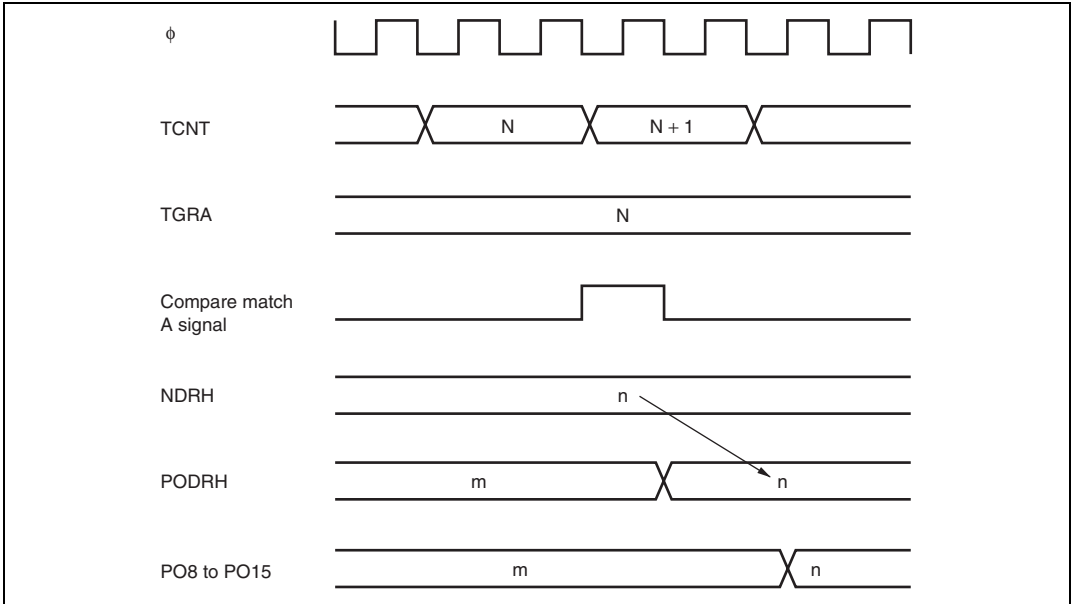 ϕ
TCNT
N
N + 1
TGRA
N
Compare match
A signal
NDRH
n
PODRH
m
n
PO8 to PO15
m
n